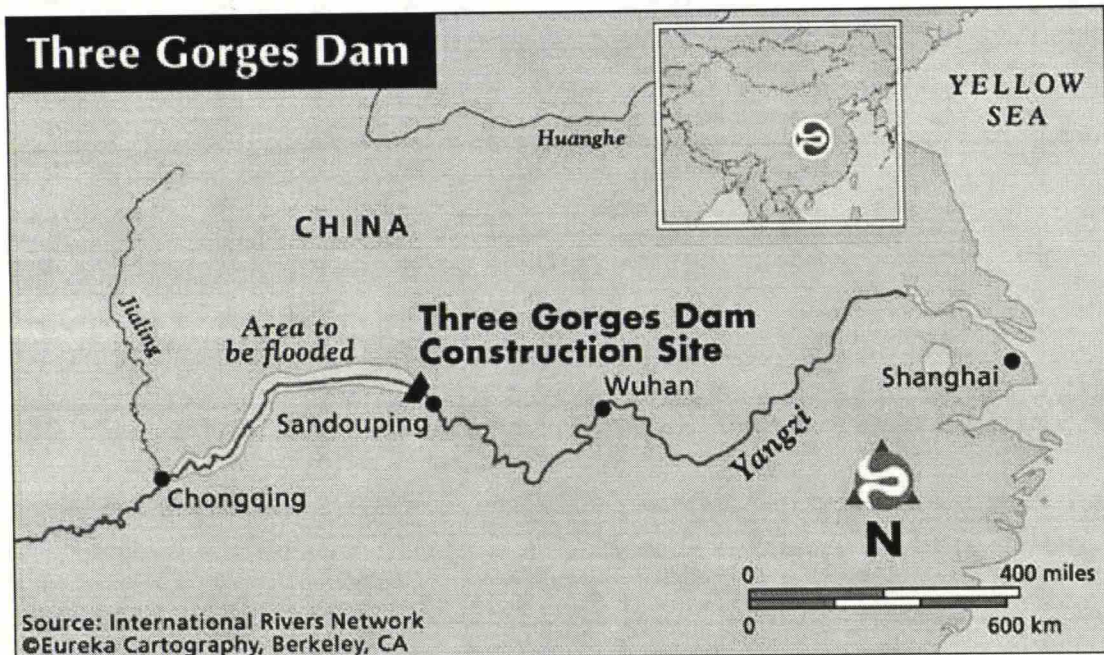 Three Gorges Dam
YELLOW
SEA
Huanghe
CHINA
Jialing
Area to
be flooded
Three Gorges Dam
Construction Site
Wuhan
Shanghai
Sandouping
Yangzi
Chongqing
N
0 400 miles
0 600 km
Source: International Rivers Network
©Eureka Cartography, Berkeley, CA